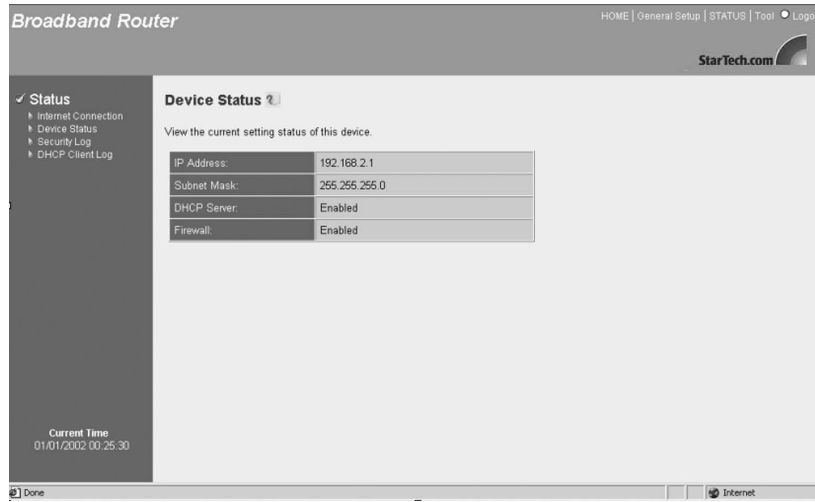 Broadband Router
HOME | General Setup | STATUS | Tool Logo
StarTech.com
Status
Internet Connection
Device Status
Security Log
DHCP Client Log
Device Status
View the current setting status of this device.
IP Address: 192.168.2.1
Subnet Mask: 255.255.255.0
DHCP Server: Enabled
Firewall: Enabled
Current Time
01/01/2002 00:25:30
Done
Internet